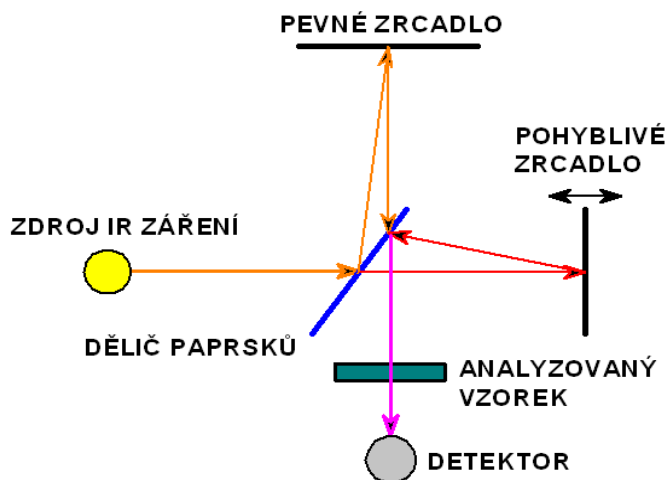 PEVNÉ ZRCADLO
POHYBLIVÉ
ZRCADLO
ZDROJ IR ZÁŘENÍ
DĚLIČ PAPRSKŮ
ANALYZOVANÝ
VZOREK
DETEKTOR